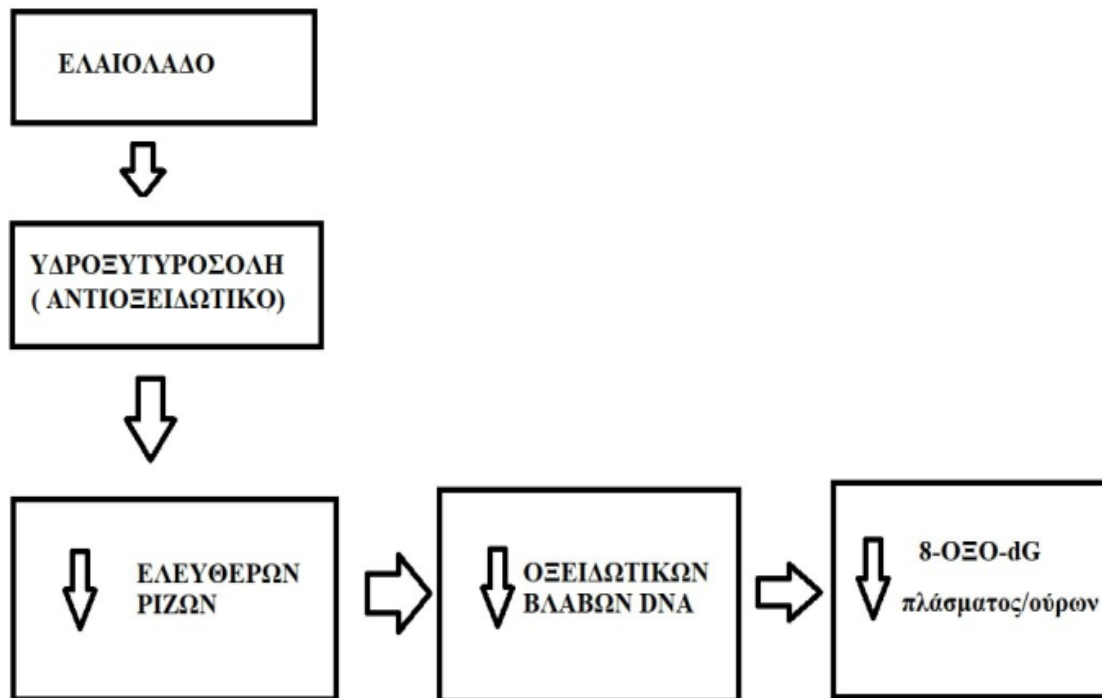 ΕΛΑΙΟΛΑΔΟ
ΥΔΡΟΞΥΤΥΡΟΣΟΛΗ
( ΑΝΤΙΟΞΕΙΔΩΤΙΚΟ)
ΕΛΕΥΘΕΡΩΝ
ΡΙΖΩΝ
ΟΞΕΙΔΩΤΙΚΩΝ
ΒΛΑΒΩΝ DNA
8-ΟΞΟ-dG
πλάσματος/ούρων